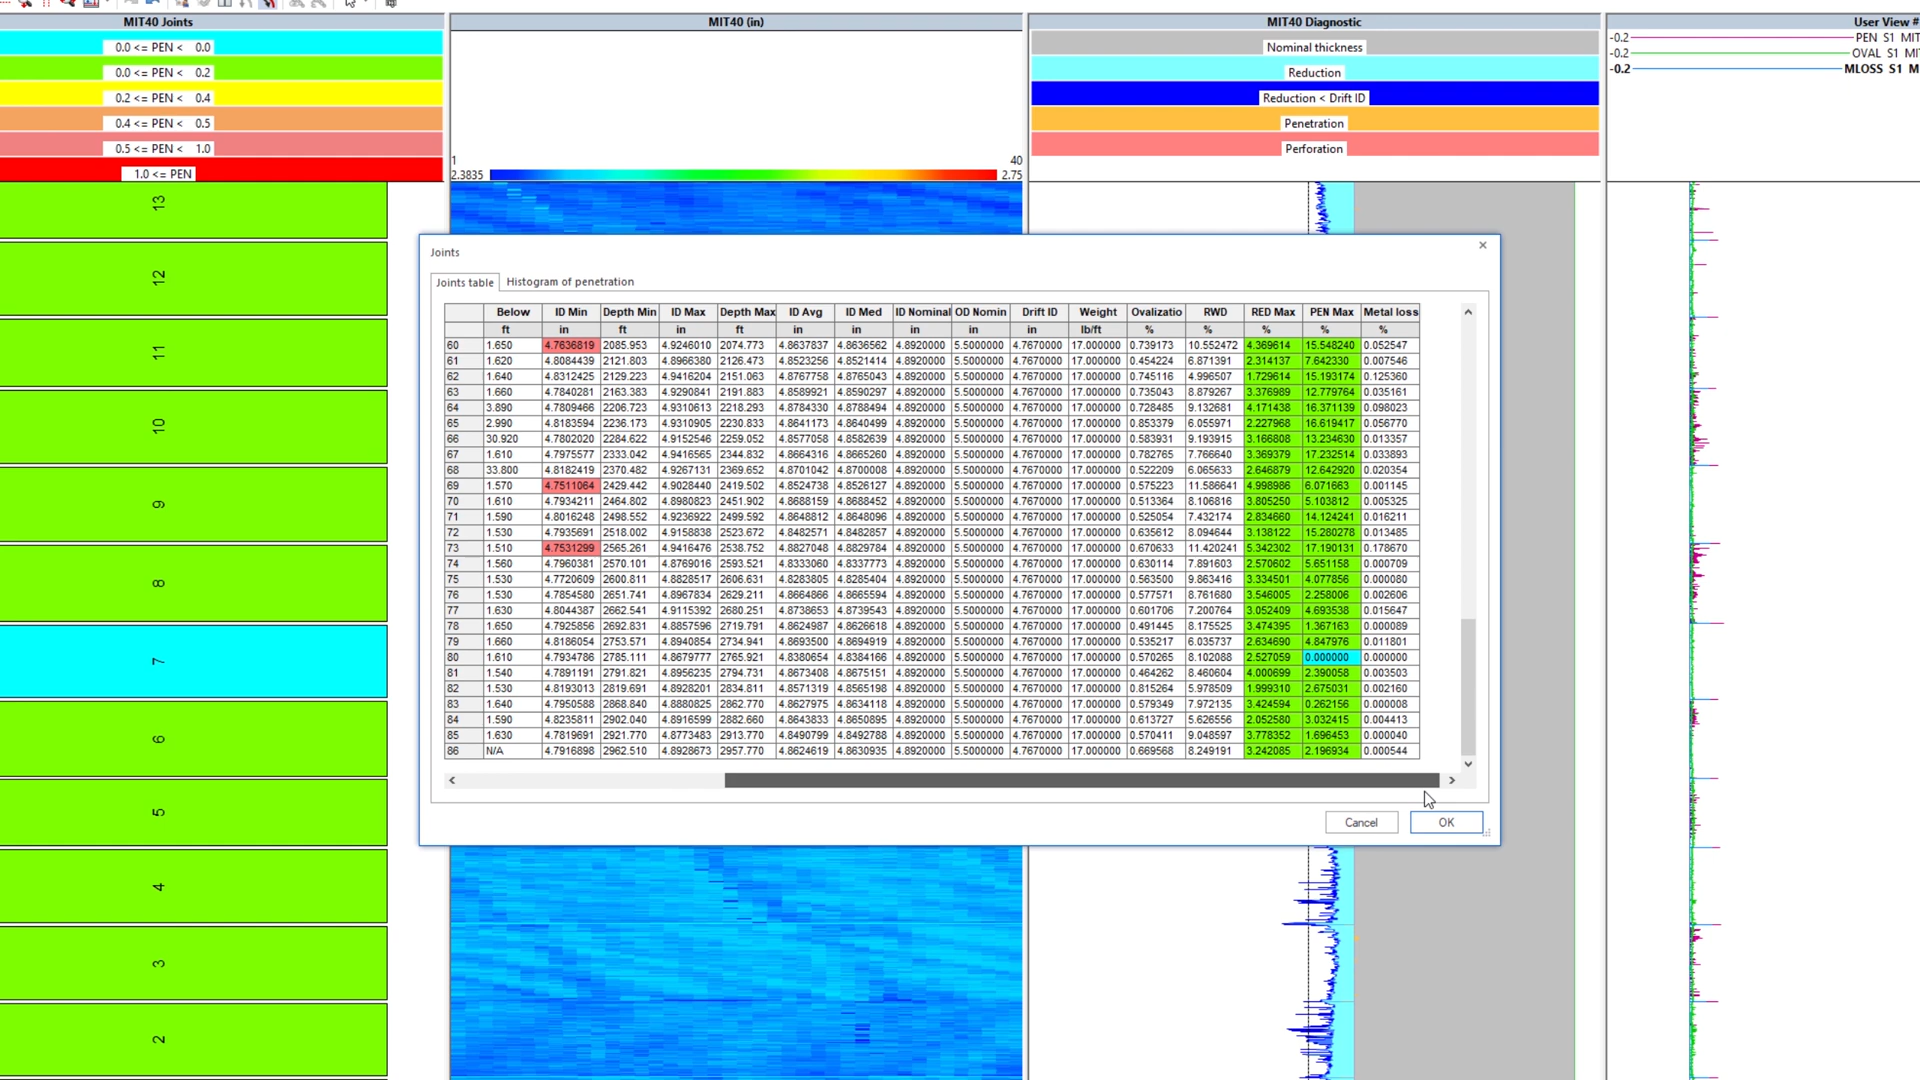 MIT40 Joints
0.0 <= PEN < 0.0
0.0 <= PEN < 0.2
0.2 <= PEN < 0.4
0.4 <= PEN < 0.5
0.5 <= PEN < 1.0
1.0 <= PEN
13
12
11
10
9
8
7
6
5
4
3
2
MIT40 (in)
1 40
2.3835 2.75
MIT40 Diagnostic
Nominal thickness
Reduction
Reduction < Drift ID
Penetration
Perforation
User View #
-0.2 PEN S1 MIT
-0.2 OVAL S1 MI
-0.2 MLOSS S1 M
Joints
Joints table Histogram of penetration
Below ID Min Depth Min ID Max Depth Max ID Avg ID Med ID Nominal OD Nomin Drift ID Weight Ovalizatio RWD RED Max PEN Max Metal loss
ft in ft in ft in in in in in lb/ft % % % % %
60 1.650 4.7636819 2085.953 4.9246010 2074.773 4.8637837 4.8636562 4.8920000 5.5000000 4.7670000 17.000000 0.739173 10.552472 4.369614 15.548240 0.052547
61 1.620 4.8084439 2121.803 4.8966380 2126.473 4.8523256 4.8521414 4.8920000 5.5000000 4.7670000 17.000000 0.454224 6.871391 2.314137 7.642330 0.007546
62 1.640 4.8312425 2129.223 4.9416204 2151.063 4.8767758 4.8765043 4.8920000 5.5000000 4.7670000 17.000000 0.745116 4.996507 1.729614 15.193174 0.125360
63 1.660 4.7840281 2163.383 4.9290841 2191.883 4.8589921 4.8590297 4.8920000 5.5000000 4.7670000 17.000000 0.735043 8.879267 3.376989 12.779764 0.035161
64 3.890 4.7809466 2206.723 4.9310613 2218.293 4.8784330 4.8788494 4.8920000 5.5000000 4.7670000 17.000000 0.728485 9.132681 4.171438 16.371139 0.098023
65 2.990 4.8183594 2236.173 4.9310905 2230.833 4.8641173 4.8640499 4.8920000 5.5000000 4.7670000 17.000000 0.853379 6.055971 2.227968 16.619417 0.056770
66 30.920 4.7802020 2284.622 4.9152546 2259.052 4.8577058 4.8582639 4.8920000 5.5000000 4.7670000 17.000000 0.583931 9.193915 3.166808 13.234630 0.013357
67 1.610 4.7975577 2333.042 4.9416565 2344.832 4.8664316 4.8665260 4.8920000 5.5000000 4.7670000 17.000000 0.782765 7.766640 3.369379 17.232514 0.033893
68 33.800 4.8182419 2370.482 4.9267131 2369.652 4.8701042 4.8700008 4.8920000 5.5000000 4.7670000 17.000000 0.522209 6.065633 2.646879 12.642920 0.020354
69 1.570 4.7511064 2429.442 4.9028440 2419.502 4.8524738 4.8526127 4.8920000 5.5000000 4.7670000 17.000000 0.575223 11.586641 4.998986 6.071663 0.001145
70 1.610 4.7934211 2464.802 4.8980823 2451.902 4.8688159 4.8688452 4.8920000 5.5000000 4.7670000 17.000000 0.513364 8.106816 3.805250 5.103812 0.005325
71 1.590 4.8016248 2498.552 4.9236922 2499.592 4.8648812 4.8648096 4.8920000 5.5000000 4.7670000 17.000000 0.525054 7.432174 2.834660 14.124241 0.016211
72 1.530 4.7935691 2518.002 4.9158838 2523.672 4.8482571 4.8482857 4.8920000 5.5000000 4.7670000 17.000000 0.635612 8.094644 3.138122 15.280278 0.013485
73 1.510 4.7531299 2565.261 4.9416476 2538.752 4.8827048 4.8829784 4.8920000 5.5000000 4.7670000 17.000000 0.670633 11.420241 5.342302 17.190131 0.178670
74 1.560 4.7960381 2570.101 4.8769016 2593.521 4.8333060 4.8337773 4.8920000 5.5000000 4.7670000 17.000000 0.630114 7.891603 2.570602 5.651158 0.000709
75 1.530 4.7720609 2600.811 4.8828517 2606.631 4.8283805 4.8285404 4.8920000 5.5000000 4.7670000 17.000000 0.563500 9.863416 3.334501 4.077856 0.000080
76 1.530 4.7854580 2651.741 4.8967834 2629.211 4.8664866 4.8665594 4.8920000 5.5000000 4.7670000 17.000000 0.577571 8.761680 3.546005 2.258006 0.002606
77 1.630 4.8044387 2662.541 4.9115392 2680.251 4.8738653 4.8739543 4.8920000 5.5000000 4.7670000 17.000000 0.601706 7.200764 3.052409 4.693538 0.015647
78 1.650 4.7925856 2692.831 4.8857596 2719.791 4.8624987 4.8626618 4.8920000 5.5000000 4.7670000 17.000000 0.491445 8.175525 3.474395 1.367163 0.000089
79 1.660 4.8186054 2753.571 4.8940854 2734.941 4.8693500 4.8694919 4.8920000 5.5000000 4.7670000 17.000000 0.535217 6.035737 2.634690 4.847976 0.011801
80 1.610 4.7934786 2785.111 4.8679777 2765.921 4.8380654 4.8384166 4.8920000 5.5000000 4.7670000 17.000000 0.570265 8.102088 2.527059 0.000000 0.000000
81 1.540 4.7891191 2791.821 4.8956235 2794.731 4.8673408 4.8675151 4.8920000 5.5000000 4.7670000 17.000000 0.464262 8.460604 4.000699 2.390058 0.003503
82 1.530 4.8193013 2819.691 4.8928201 2834.811 4.8571319 4.8565198 4.8920000 5.5000000 4.7670000 17.000000 0.815264 5.978509 1.999310 2.675031 0.002160
83 1.640 4.7950588 2868.840 4.8880825 2862.770 4.8627975 4.8634118 4.8920000 5.5000000 4.7670000 17.000000 0.579349 7.972135 3.424594 0.262156 0.000008
84 1.590 4.8235811 2902.040 4.8916599 2882.660 4.8643833 4.8650895 4.8920000 5.5000000 4.7670000 17.000000 0.613727 5.626556 2.052580 3.032415 0.004413
85 1.630 4.7819691 2921.770 4.8773483 2913.770 4.8490799 4.8492788 4.8920000 5.5000000 4.7670000 17.000000 0.570411 9.048597 3.778352 1.696453 0.000040
86 N/A 4.7916898 2962.510 4.8928673 2957.770 4.8624619 4.8630935 4.8920000 5.5000000 4.7670000 17.000000 0.669568 8.249191 3.242085 2.196934 0.000544
Cancel OK